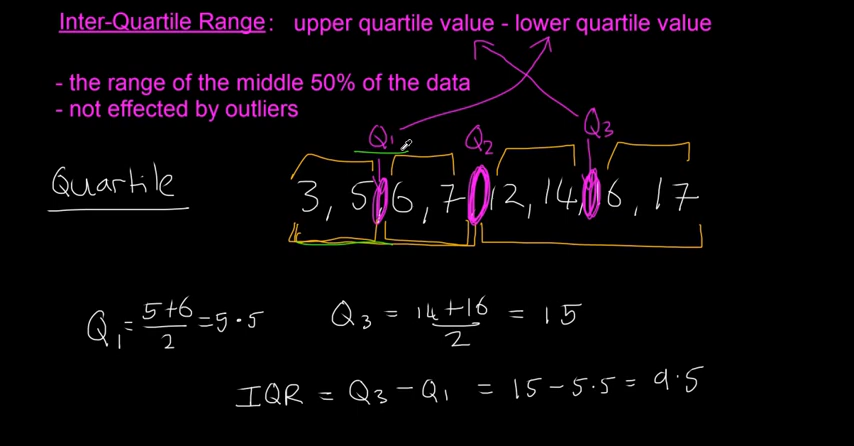 Inter-Quartile Range: upper quartile value - lower quartile value
- the range of the middle 50% of the data
- not effected by outliers
Q1 Q2 Q3
Quartile 3, 5, 6, 7, 12, 14, 16, 17
Q1 = 5+6/2 = 5.5 Q3 = 14+16/2 = 15
IQR = Q3 - Q1 = 15 - 5.5 = 9.5